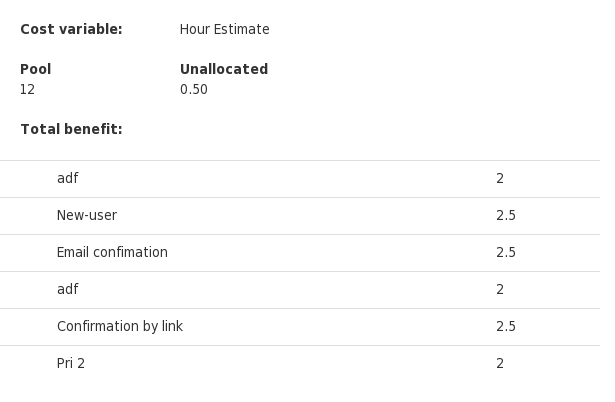 Cost variable: Hour Estimate
Pool Unallocated
12 0.50
Total benefit:
adf 2
New-user 2.5
Email confimation 2.5
adf 2
Confirmation by link 2.5
Pri 2 2